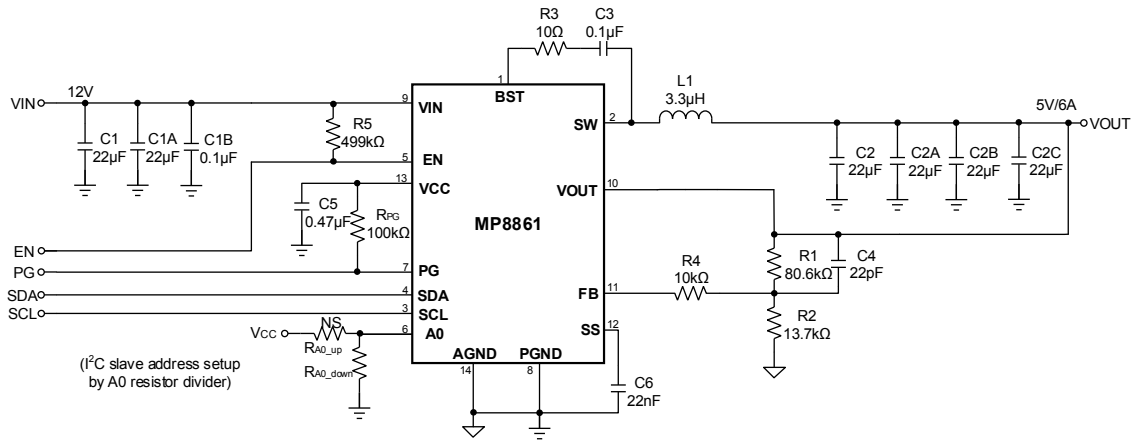 R3
10Ω
C3
0.1µF
1
BST
VIN
12V
9
VIN
C1
22µF
C1A
22µF
C1B
0.1µF
R5
499kΩ
5
EN
13
VCC
C5
0.47µF
RPG
100kΩ
MP8861
SW
2
L1
3.3µH
5V/6A
VOUT
C2
22µF
C2A
22µF
C2B
22µF
C2C
22µF
VOUT
10
EN
PG
7
PG
SDA
4
SDA
SCL
3
SCL
R1
80.6kΩ
C4
22pF
R4
10kΩ
FB
11
R2
13.7kΩ
SS
12
VCC
NS
6
A0
RA0_up
RA0_down
(I²C slave address setup
by A0 resistor divider)
AGND
14
PGND
8
C6
22nF